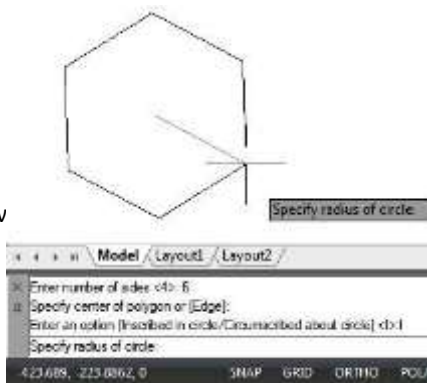 Specify radius of circle:
Model Layout1 Layout2
Enter number of sides <4>: 6
Specify center of polygon or [Edge]:
Enter an option [Inscribed in circle/Circumscribed about circle] <I>: I
Specify radius of circle:
-423.689, -223.8862, 0 SNAP GRID ORTHO POLA